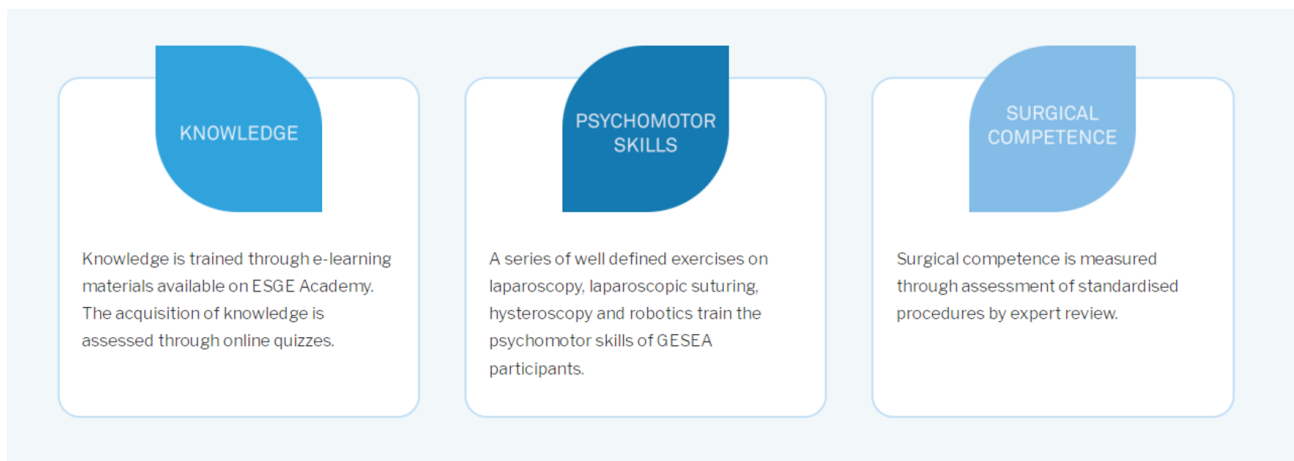 KNOWLEDGE
Knowledge is trained through e-learning
materials available on ESGE Academy.
The acquisition of knowledge is
assessed through online quizzes.
PSYCHOMOTOR
SKILLS
A series of well defined exercises on
laparoscopy, laparoscopic suturing,
hysteroscopy and robotics train the
psychomotor skills of GESEA
participants.
SURGICAL
COMPETENCE
Surgical competence is measured
through assessment of standardised
procedures by expert review.